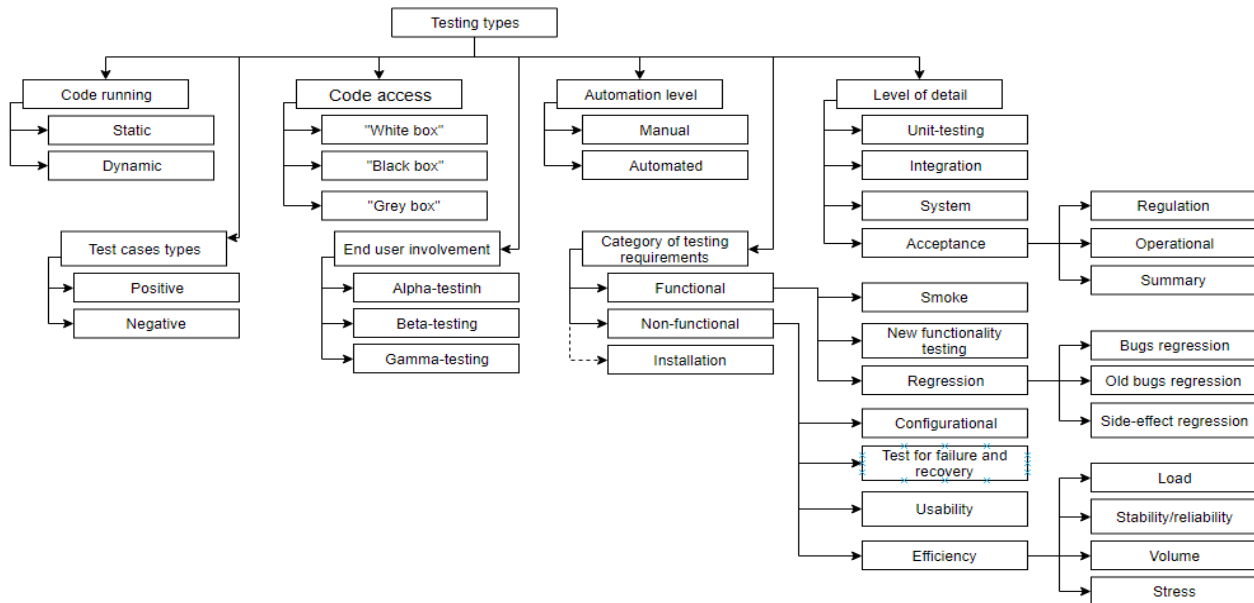 Testing types
Code running
Static
Dynamic
Test cases types
Positive
Negative
Code access
"White box"
"Black box"
"Grey box"
End user involvement
Alpha-testinh
Beta-testing
Gamma-testing
Automation level
Manual
Automated
Category of testing
requirements
Functional
Non-functional
Installation
Level of detail
Unit-testing
Integration
System
Acceptance
Regulation
Operational
Summary
Smoke
New functionality
testing
Regression
Bugs regression
Old bugs regression
Side-effect regression
Configurational
Test for failure and
recovery
Usability
Efficiency
Load
Stability/reliability
Volume
Stress